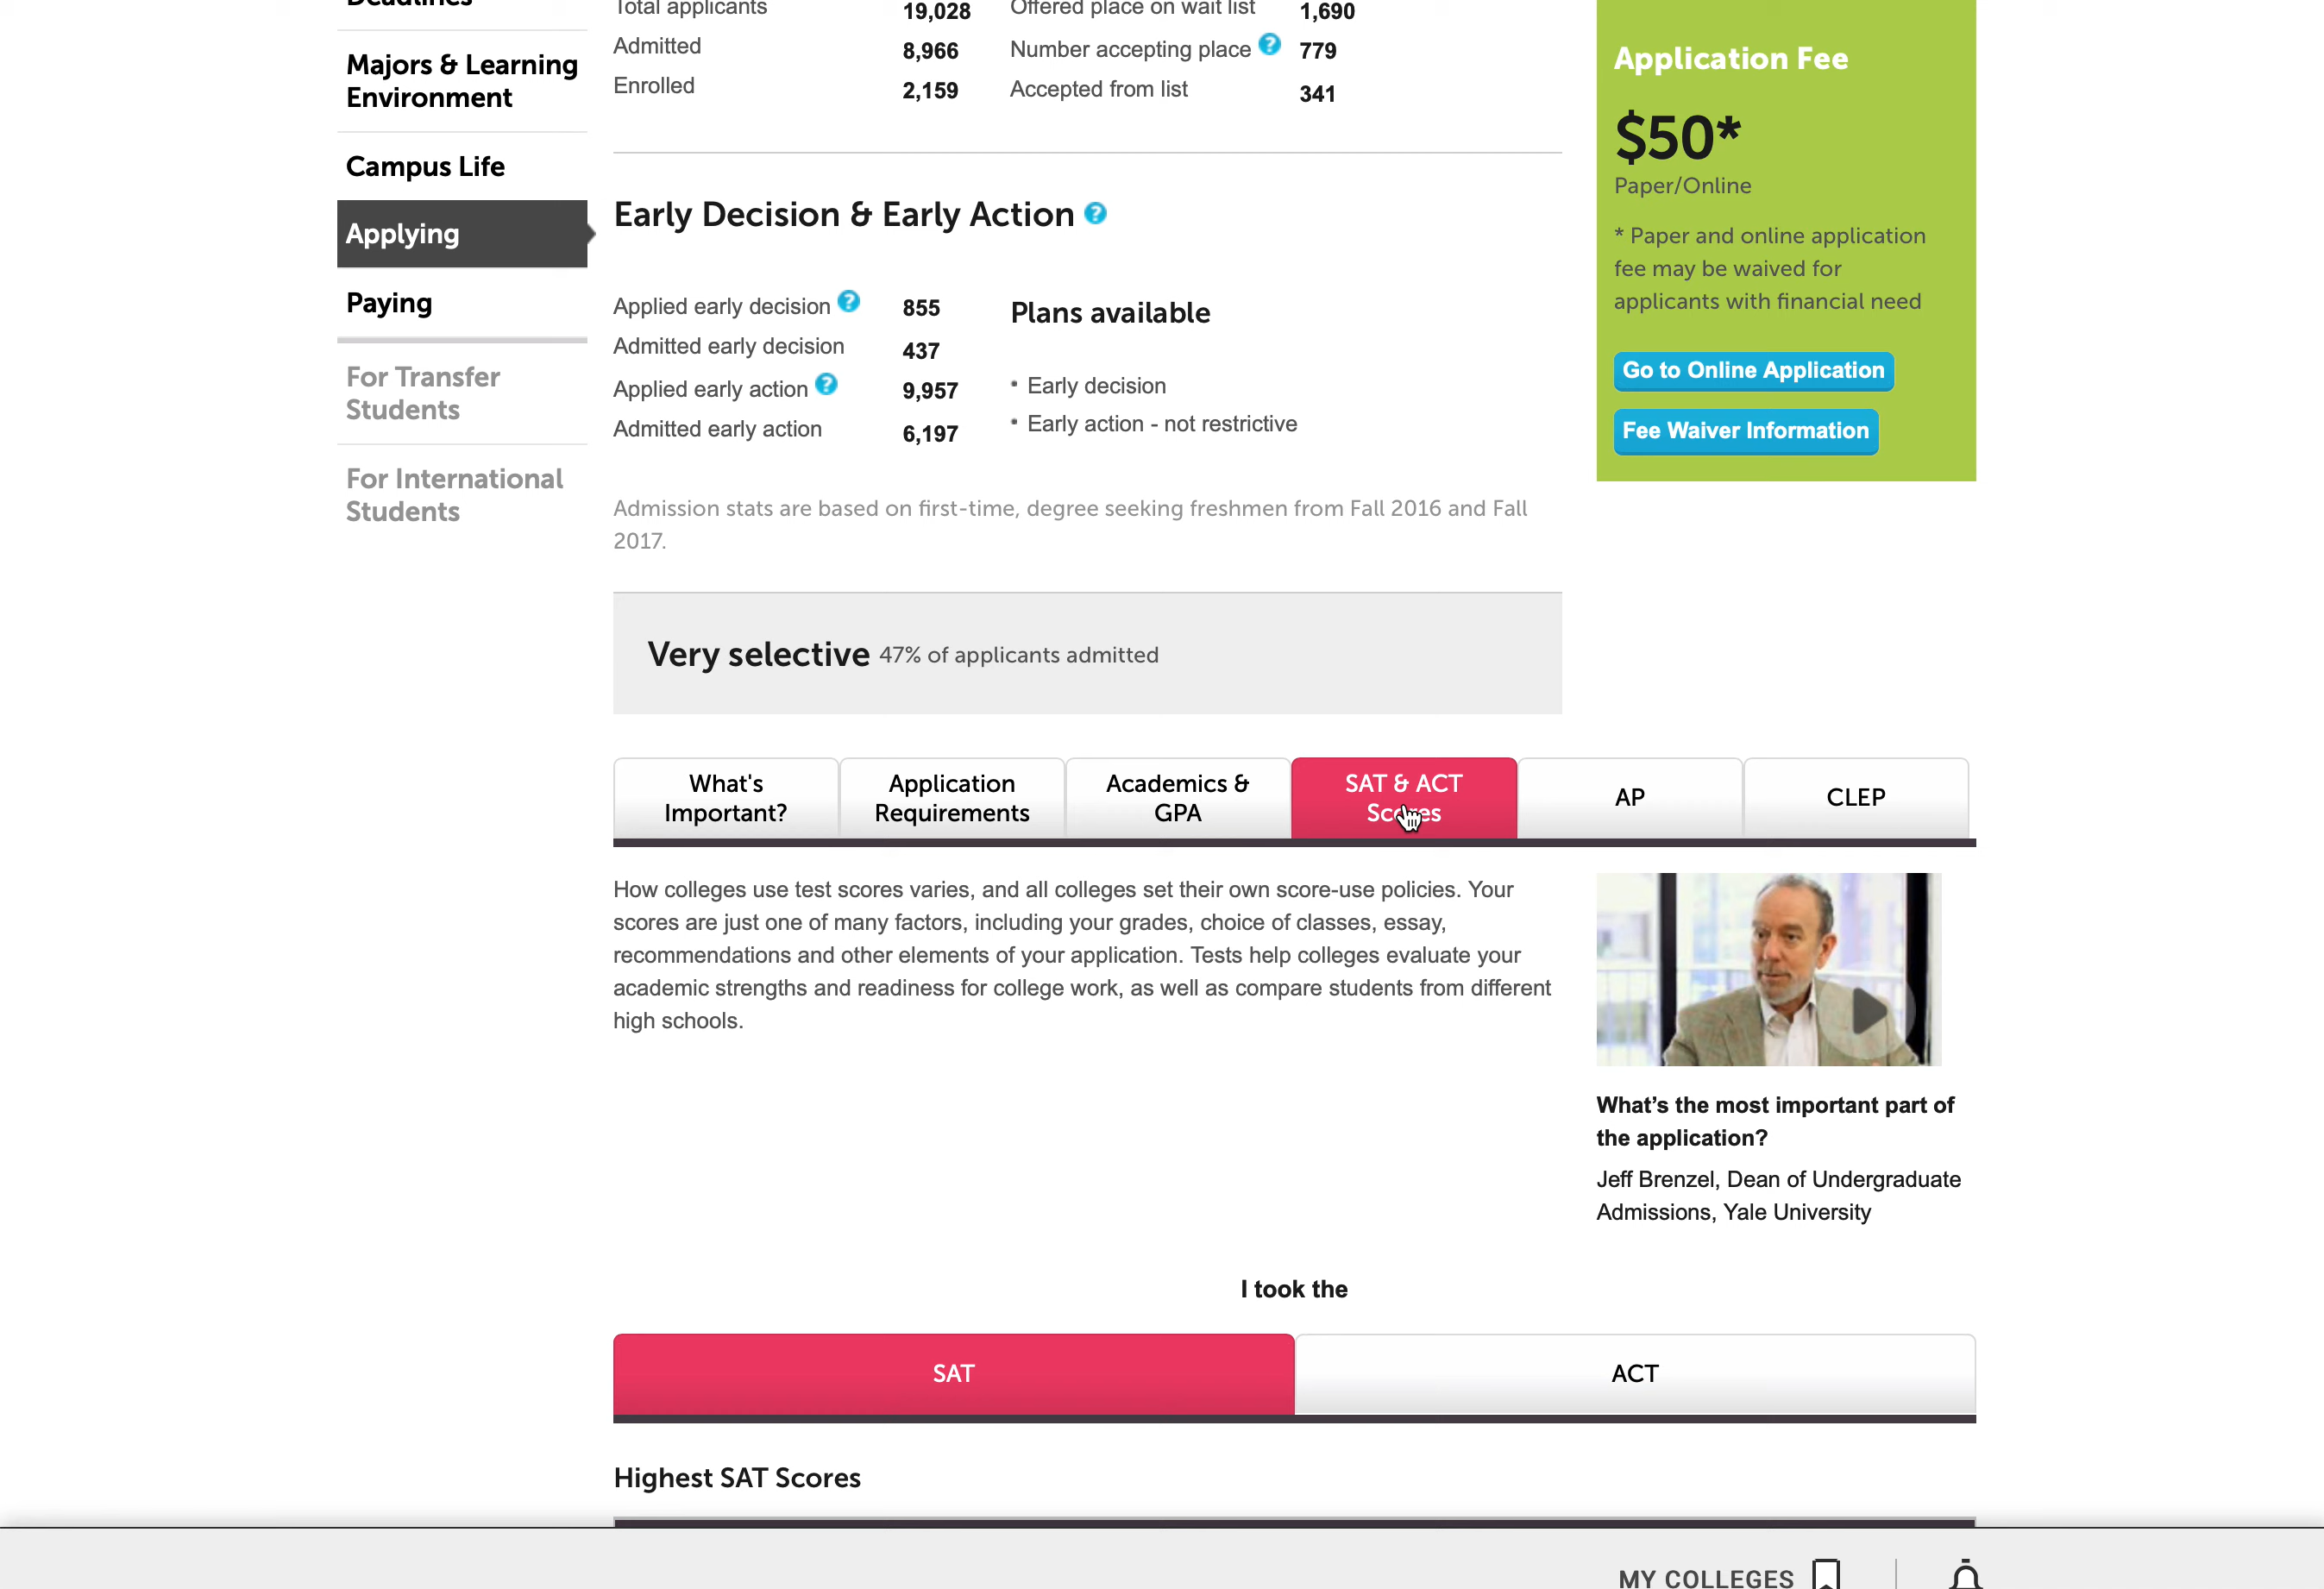 Deadlines
Majors & Learning
Environment
Campus Life
Applying
Paying
For Transfer
Students
For International
Students
Total applicants 19,028 Offered place on wait list 1,690
Admitted 8,966 Number accepting place ? 779
Enrolled 2,159 Accepted from list 341
Early Decision & Early Action ?
Applied early decision ? 855
Admitted early decision 437
Applied early action ? 9,957
Admitted early action 6,197
Plans available
• Early decision
• Early action - not restrictive
Admission stats are based on first-time, degree seeking freshmen from Fall 2016 and Fall
2017.
Very selective 47% of applicants admitted
Application Fee
$50*
Paper/Online
* Paper and online application
fee may be waived for
applicants with financial need
Go to Online Application
Fee Waiver Information
What's
Important?
Application
Requirements
Academics &
GPA
SAT & ACT
Scores
AP
CLEP
How colleges use test scores varies, and all colleges set their own score-use policies. Your
scores are just one of many factors, including your grades, choice of classes, essay,
recommendations and other elements of your application. Tests help colleges evaluate your
academic strengths and readiness for college work, as well as compare students from different
high schools.
What’s the most important part of
the application?
Jeff Brenzel, Dean of Undergraduate
Admissions, Yale University
I took the
SAT
ACT
Highest SAT Scores
MY COLLEGES